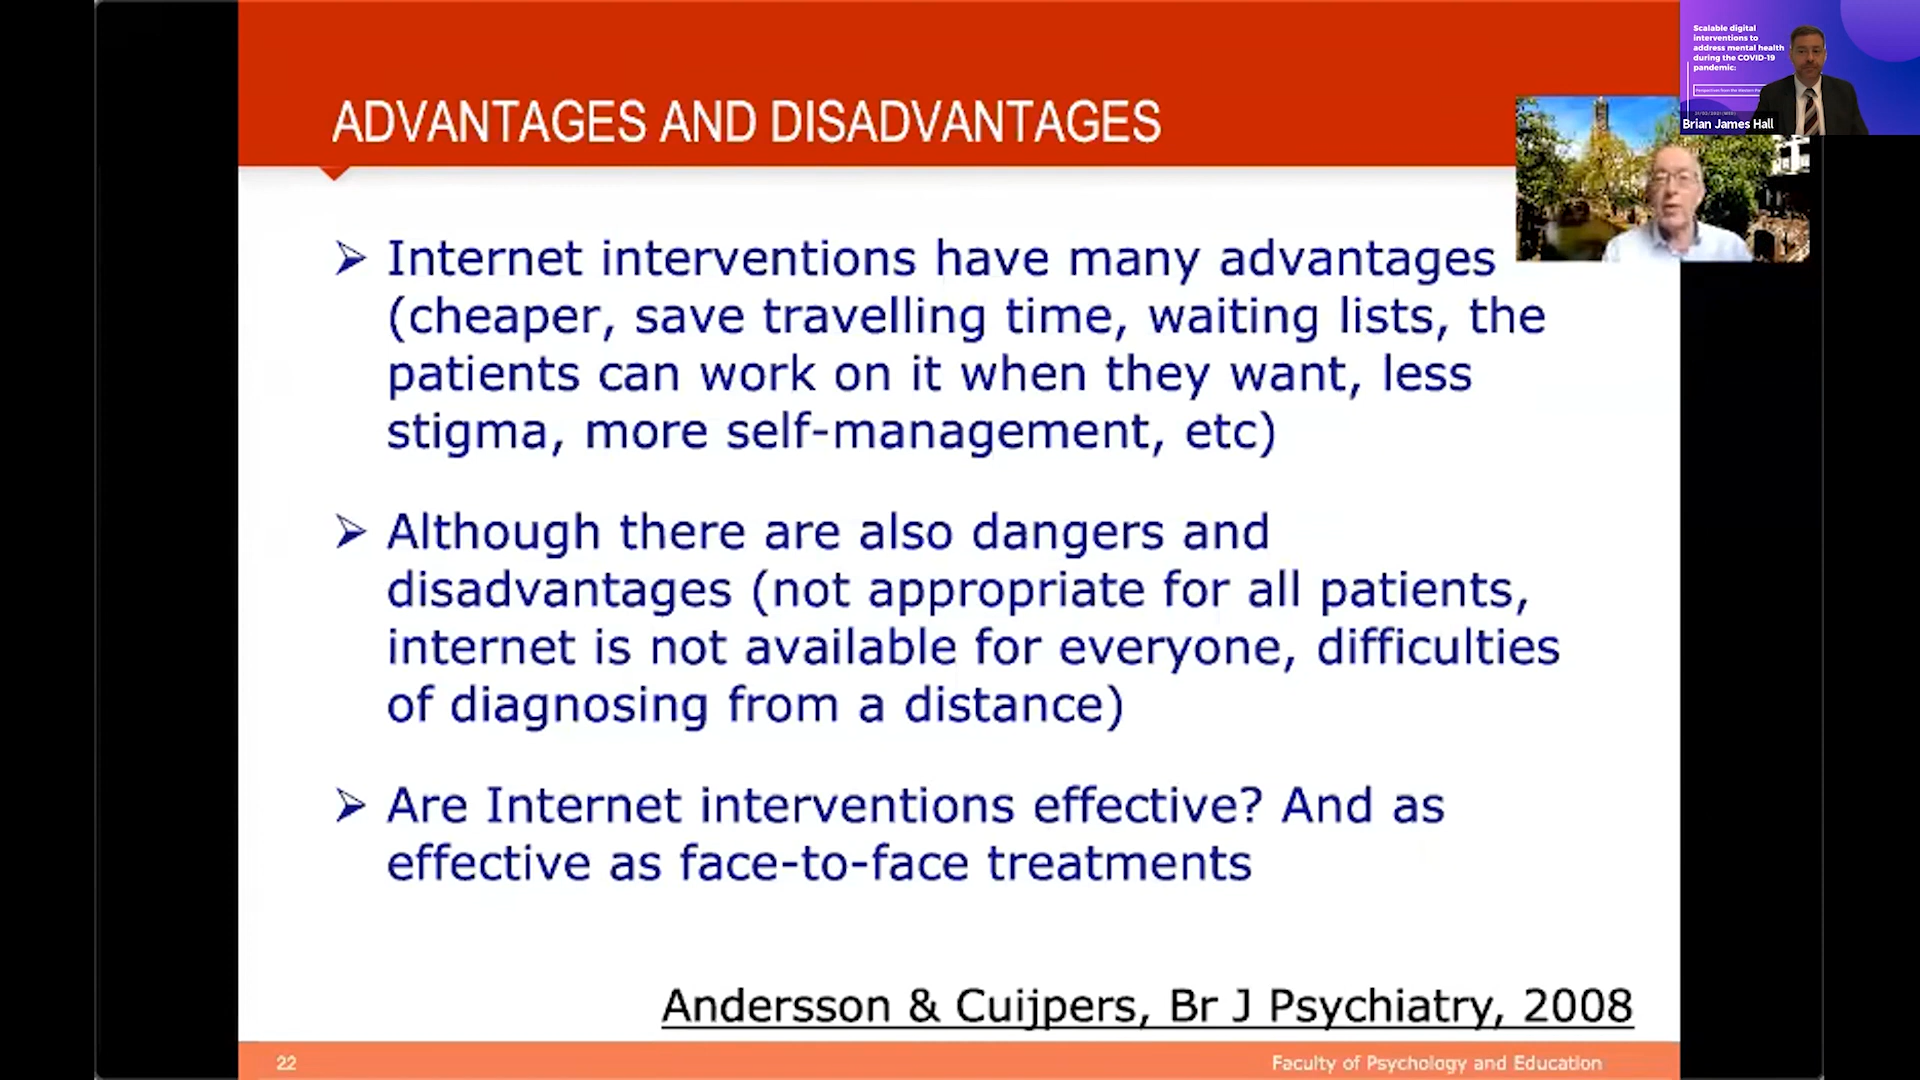 ADVANTAGES AND DISADVANTAGES
Internet interventions have many advantages
(cheaper, save travelling time, waiting lists, the
patients can work on it when they want, less
stigma, more self-management, etc)
Although there are also dangers and
disadvantages (not appropriate for all patients,
internet is not available for everyone, difficulties
of diagnosing from a distance)
Are Internet interventions effective? And as
effective as face-to-face treatments
Andersson & Cuijpers, Br J Psychiatry, 2008
22
Faculty of Psychology and Education
Scalable digital
interventions to
address mental health
during the COVID-19
pandemic:
Perspectives from the Western
Brian James Hall